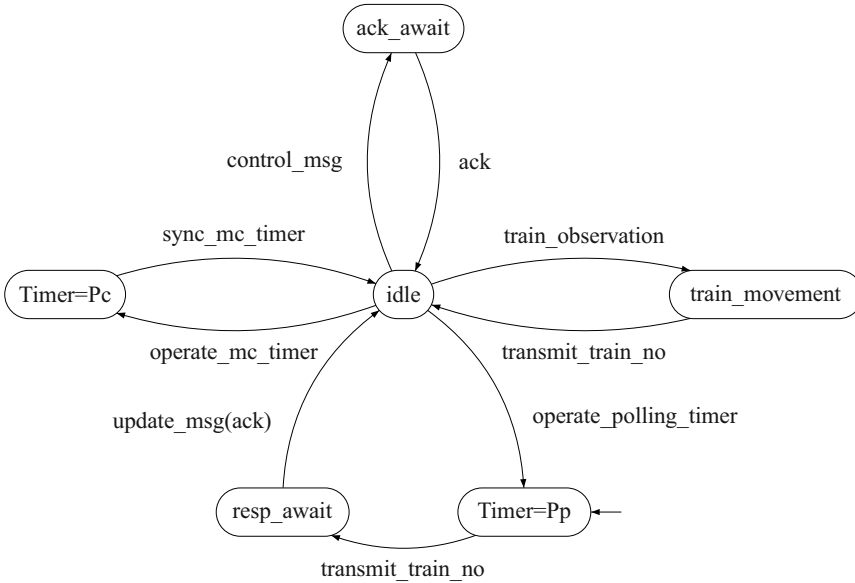 ack_await
control_msg
ack
sync_mc_timer
train_observation
Timer=Pc
idle
train_movement
operate_mc_timer
transmit_train_no
update_msg(ack)
operate_polling_timer
resp_await
Timer=Pp
transmit_train_no